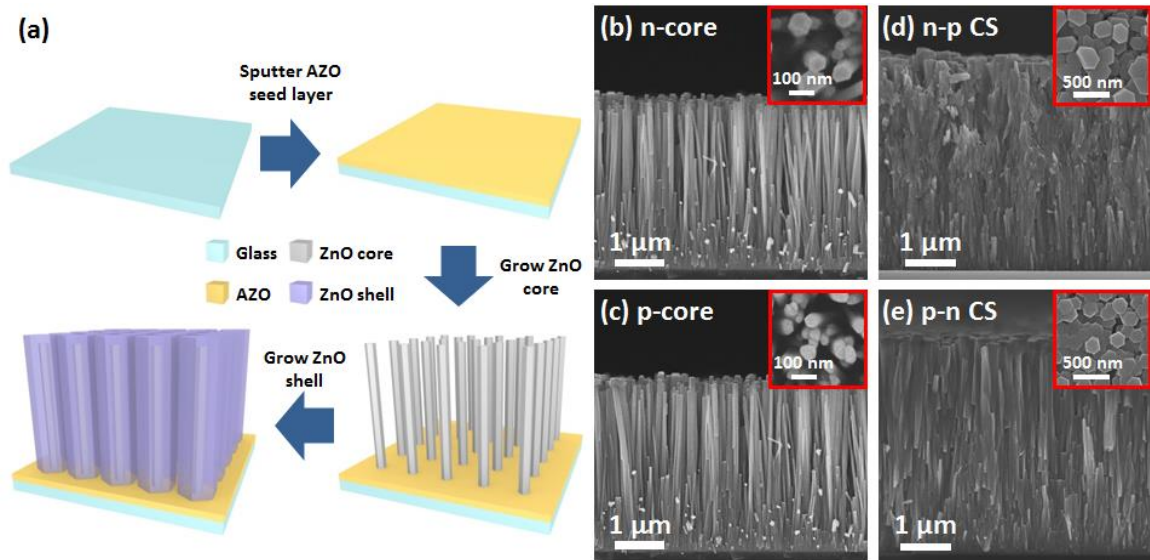 (a)
Sputter AZO
seed layer
Glass
ZnO core
AZO
ZnO shell
Grow ZnO
core
Grow ZnO
shell
(b) n-core
100 nm
1 μm
(c) p-core
100 nm
1 μm
(d) n-p CS
500 nm
1 μm
(e) p-n CS
500 nm
1 μm